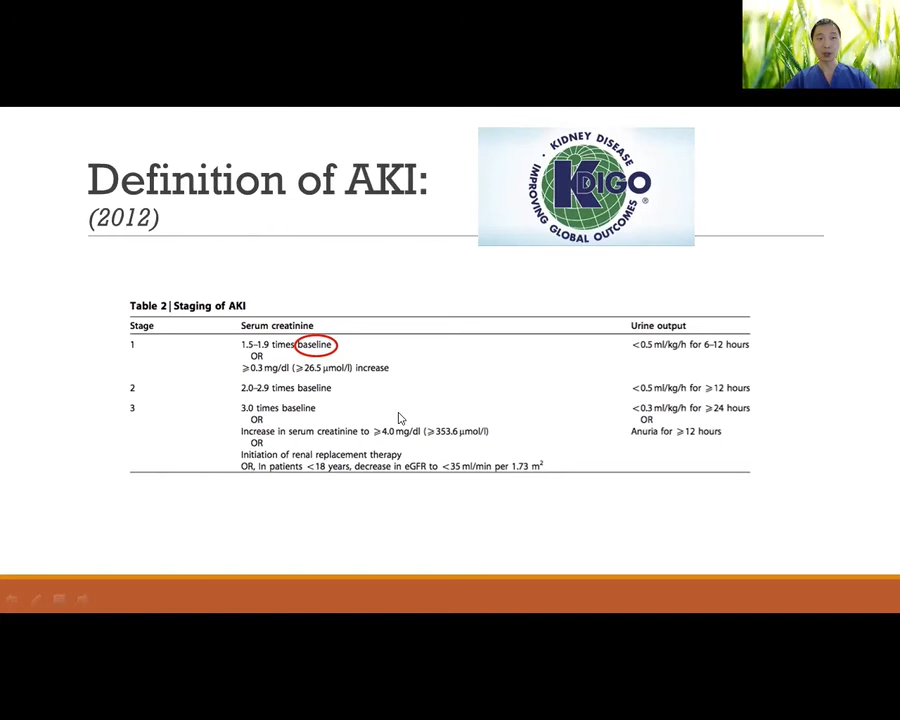 Definition of AKI:
(2012)
KIDNEY DISEASE
KDIGO
IMPROVING GLOBAL OUTCOMES
®
Table 2 | Staging of AKI
Stage Serum creatinine Urine output
1 1.5–1.9 times baseline <0.5 ml/kg/h for 6–12 hours
OR
⩾0.3 mg/dl (⩾26.5 μmol/l) increase
2 2.0–2.9 times baseline <0.5 ml/kg/h for ⩾12 hours
3 3.0 times baseline <0.3 ml/kg/h for ⩾24 hours
OR OR
Increase in serum creatinine to ⩾4.0 mg/dl (⩾353.6 μmol/l) Anuria for ⩾12 hours
OR
Initiation of renal replacement therapy
OR, In patients <18 years, decrease in eGFR to <35 ml/min per 1.73 m²